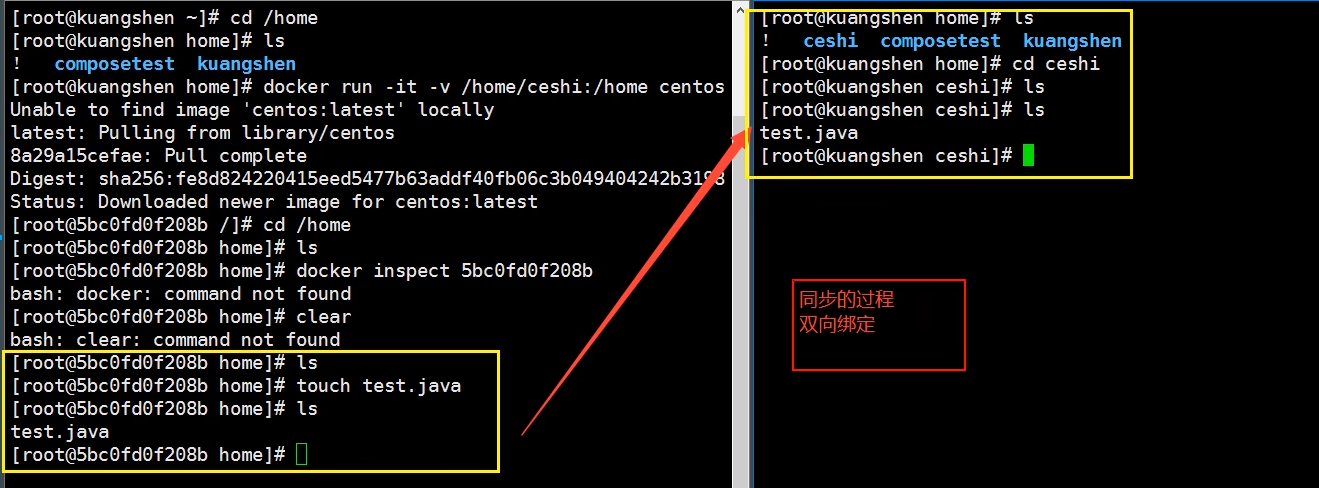 [root@kuangshen ~]# cd /home
[root@kuangshen home]# ls
!   composetest  kuangshen
[root@kuangshen home]# docker run -it -v /home/ceshi:/home centos
Unable to find image 'centos:latest' locally
latest: Pulling from library/centos
8a29a15cefae: Pull complete
Digest: sha256:fe8d824220415eed5477b63addf40fb06c3b049404242b3198
Status: Downloaded newer image for centos:latest
[root@5bc0fd0f208b /]# cd /home
[root@5bc0fd0f208b home]# ls
[root@5bc0fd0f208b home]# docker inspect 5bc0fd0f208b
bash: docker: command not found
[root@5bc0fd0f208b home]# clear
bash: clear: command not found
[root@5bc0fd0f208b home]# ls
[root@5bc0fd0f208b home]# touch test.java
[root@5bc0fd0f208b home]# ls
test.java
[root@5bc0fd0f208b home]#
[root@kuangshen home]# ls
!   ceshi  composetest  kuangshen
[root@kuangshen home]# cd ceshi
[root@kuangshen ceshi]# ls
[root@kuangshen ceshi]# ls
test.java
[root@kuangshen ceshi]#
同步的过程
双向绑定